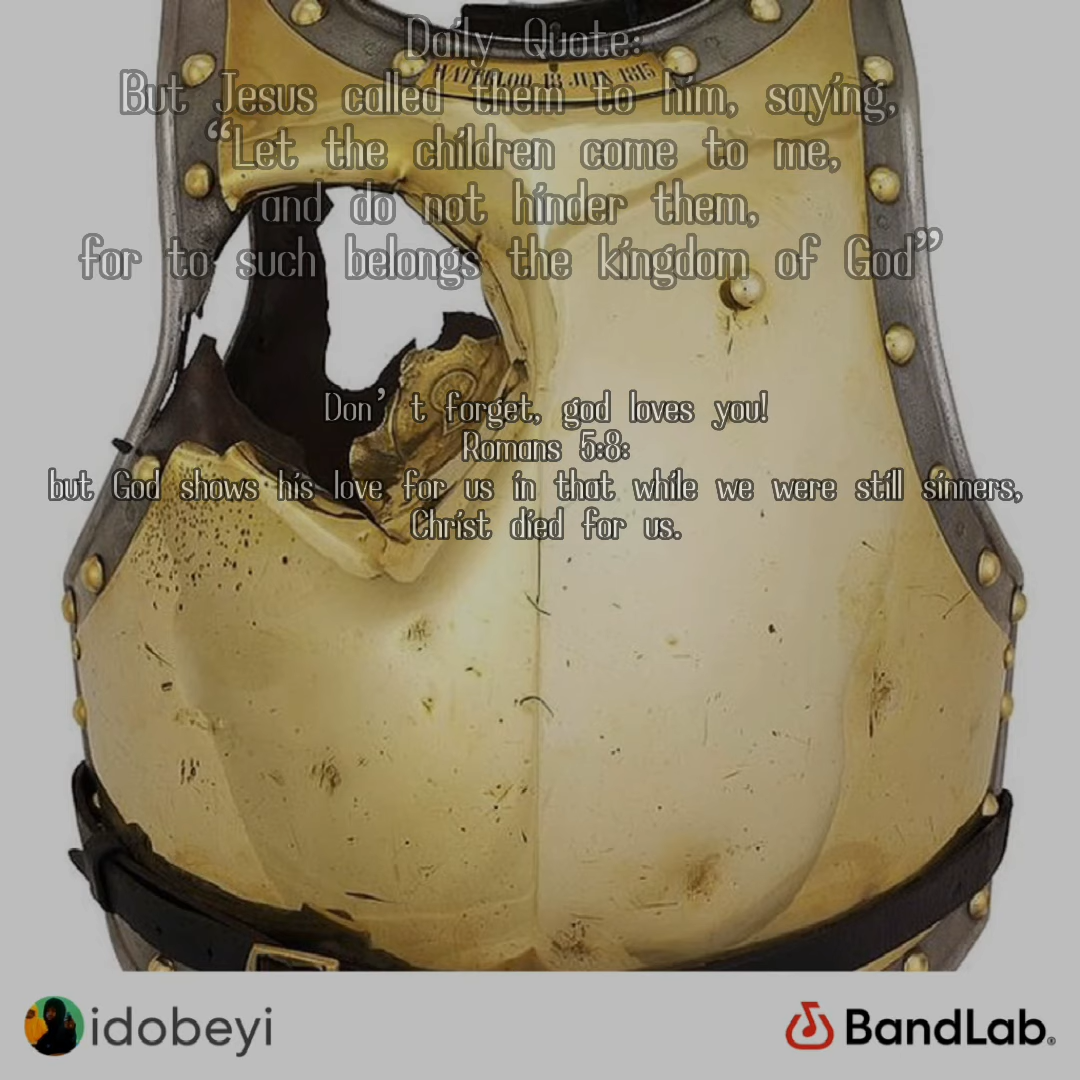 Daily Quote:
WATERLOO 18 JUIN 1815
But Jesus called them to him, saying,
“Let the children come to me,
and do not hinder them,
for to such belongs the kingdom of God”
Don’t forget, god loves you!
Romans 5:8:
but God shows his love for us in that while we were still sinners,
Christ died for us.
idobeyi
BandLab®